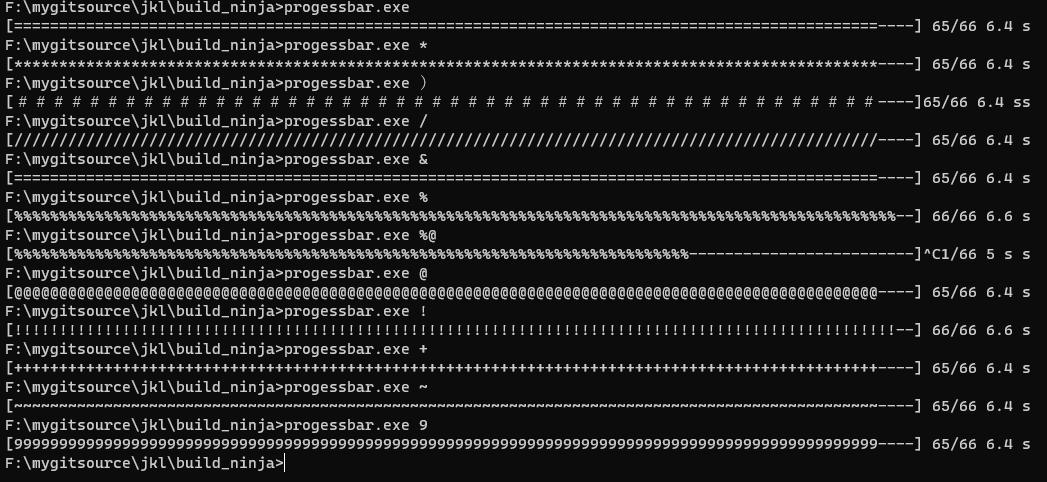 F:\mygitsource\jkl\build_ninja>progessbar.exe
[================================================================================================----] 65/66 6.4 s
F:\mygitsource\jkl\build_ninja>progessbar.exe *
[************************************************************************************************----] 65/66 6.4 s
F:\mygitsource\jkl\build_ninja>progessbar.exe ）
[＃＃＃＃＃＃＃＃＃＃＃＃＃＃＃＃＃＃＃＃＃＃＃＃＃＃＃＃＃＃＃＃＃＃＃＃＃＃＃＃＃＃＃＃＃＃＃＃----]65/66 6.4 ss
F:\mygitsource\jkl\build_ninja>progessbar.exe /
[////////////////////////////////////////////////////////////////////////////////////////////////----] 65/66 6.4 s
F:\mygitsource\jkl\build_ninja>progessbar.exe &
[================================================================================================----] 65/66 6.4 s
F:\mygitsource\jkl\build_ninja>progessbar.exe %
[%%%%%%%%%%%%%%%%%%%%%%%%%%%%%%%%%%%%%%%%%%%%%%%%%%%%%%%%%%%%%%%%%%%%%%%%%%%%%%%%%%%%%%%%%%%%%%%%%%%%--] 66/66 6.6 s
F:\mygitsource\jkl\build_ninja>progessbar.exe %@
[%%%%%%%%%%%%%%%%%%%%%%%%%%%%%%%%%%%%%%%%%%%%%%%%%%%%%%%%%%%%%%%%%%%%%%%%%%%-------------------------]^C1/66 5 s s
F:\mygitsource\jkl\build_ninja>progessbar.exe @
[@@@@@@@@@@@@@@@@@@@@@@@@@@@@@@@@@@@@@@@@@@@@@@@@@@@@@@@@@@@@@@@@@@@@@@@@@@@@@@@@@@@@@@@@@@@@@@@@----] 65/66 6.4 s
F:\mygitsource\jkl\build_ninja>progessbar.exe !
[!!!!!!!!!!!!!!!!!!!!!!!!!!!!!!!!!!!!!!!!!!!!!!!!!!!!!!!!!!!!!!!!!!!!!!!!!!!!!!!!!!!!!!!!!!!!!!!!!!--] 66/66 6.6 s
F:\mygitsource\jkl\build_ninja>progessbar.exe +
[++++++++++++++++++++++++++++++++++++++++++++++++++++++++++++++++++++++++++++++++++++++++++++++++----] 65/66 6.4 s
F:\mygitsource\jkl\build_ninja>progessbar.exe ~
[~~~~~~~~~~~~~~~~~~~~~~~~~~~~~~~~~~~~~~~~~~~~~~~~~~~~~~~~~~~~~~~~~~~~~~~~~~~~~~~~~~~~~~~~~~~~~~~~----] 65/66 6.4 s
F:\mygitsource\jkl\build_ninja>progessbar.exe 9
[999999999999999999999999999999999999999999999999999999999999999999999999999999999999999999999999----] 65/66 6.4 s
F:\mygitsource\jkl\build_ninja>